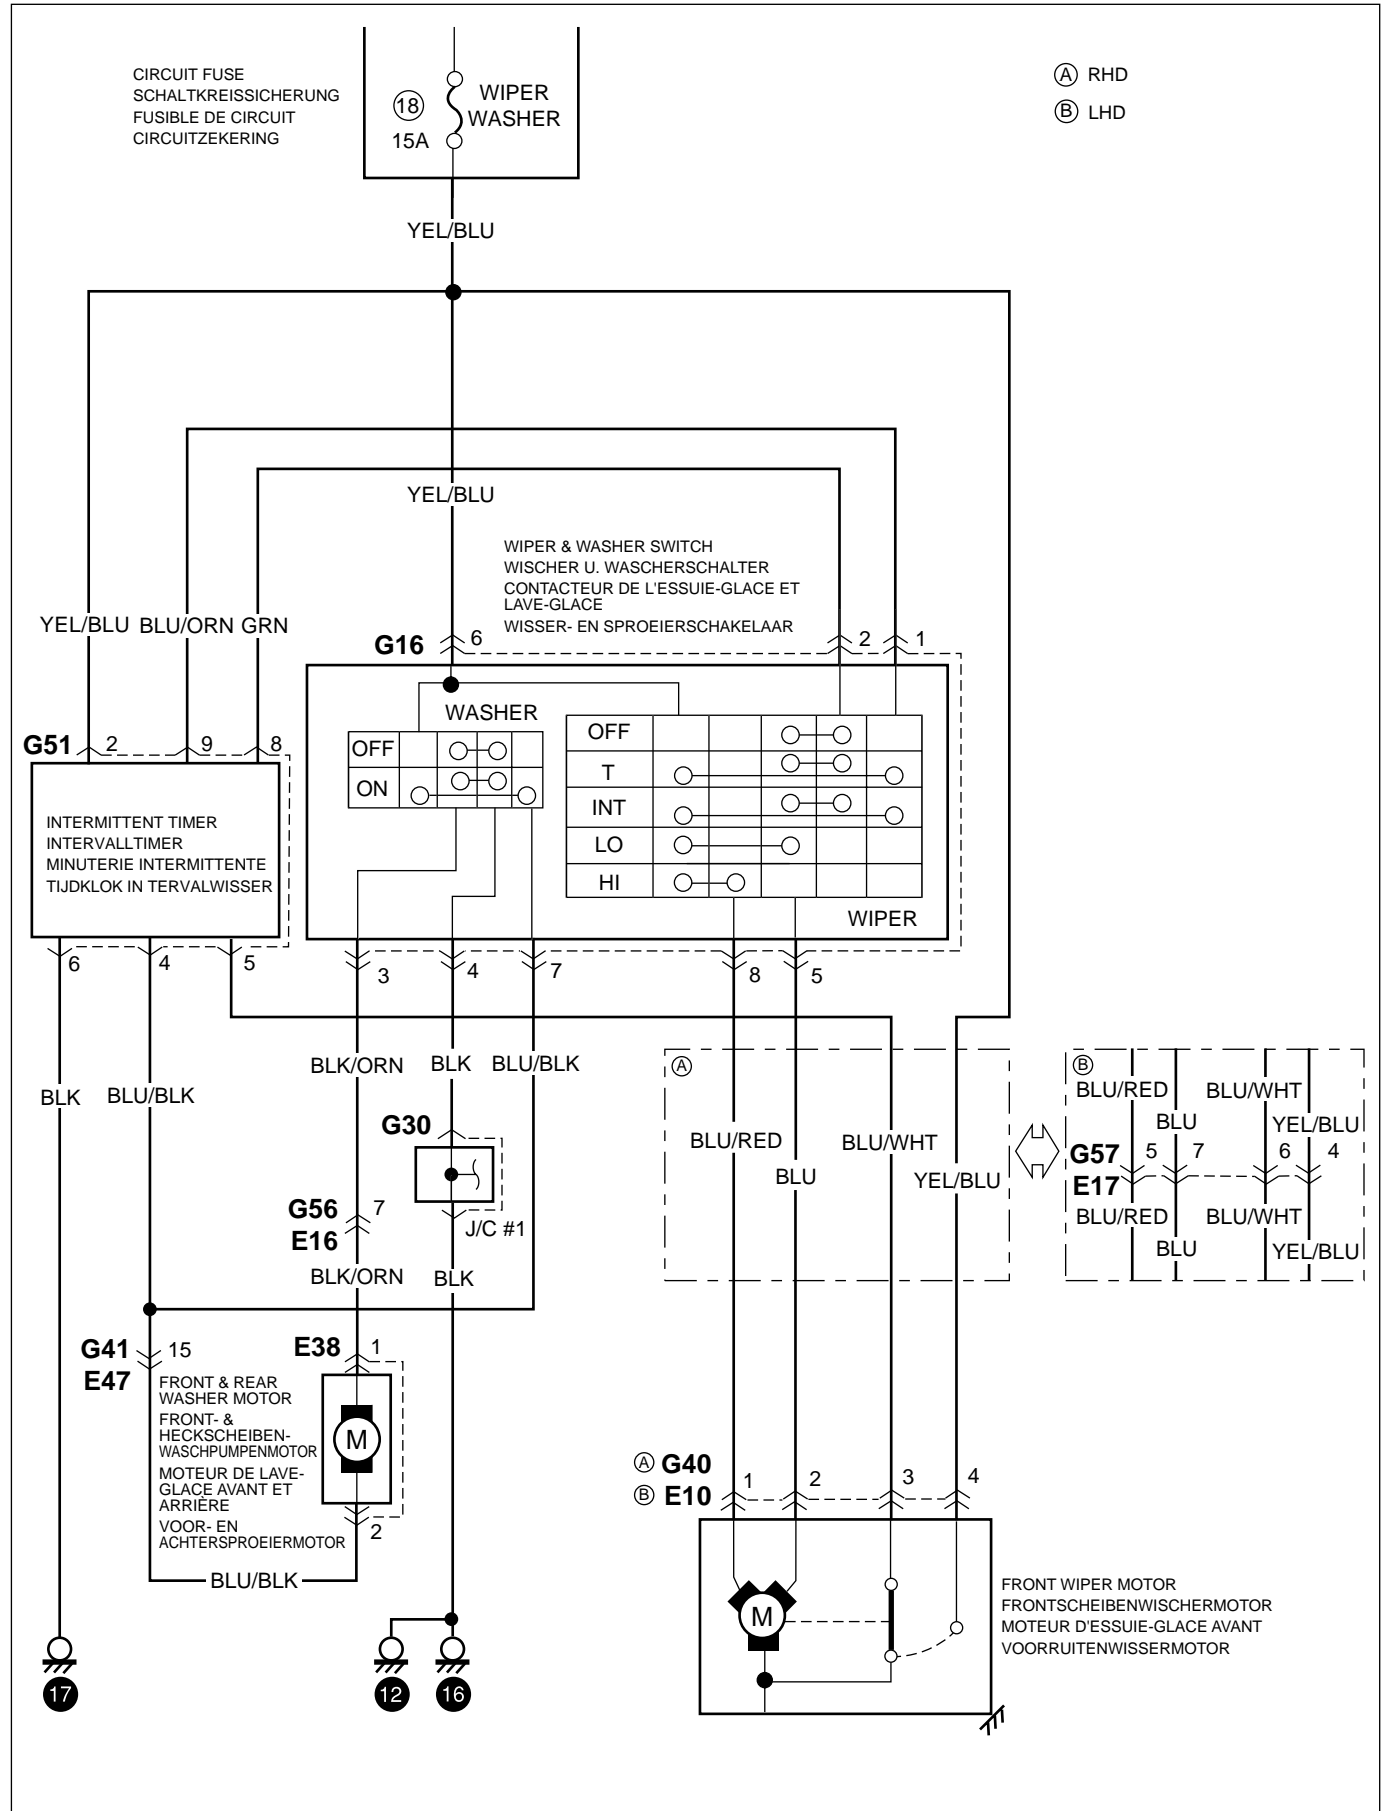 CIRCUIT FUSE
SCHALTKREISSICHERUNG
FUSIBLE DE CIRCUIT
CIRCUITZEKERING
18
15A
WIPER
WASHER
A RHD
B LHD
YEL/BLU
YEL/BLU
WIPER & WASHER SWITCH
WISCHER U. WASCHERSCHALTER
CONTACTEUR DE L'ESSUIE-GLACE ET
LAVE-GLACE
WISSER- EN SPROEIERSCHAKELAAR
YEL/BLU BLU/ORN GRN
G16 6 2 1
G51 2 9 8
WASHER
OFF
ON
OFF
T
INT
LO
HI
WIPER
INTERMITTENT TIMER
INTERVALLTIMER
MINUTERIE INTERMITTENTE
TIJDKLOK IN TERVALWISSER
6 4 5 3 4 7 8 5
BLK/ORN BLK BLU/BLK
BLK BLU/BLK
A
BLU/RED BLU/WHT
BLU YEL/BLU
B
BLU/RED BLU/WHT
BLU YEL/BLU
G57 5 7 6 4
E17
BLU/RED BLU/WHT
BLU YEL/BLU
G30
J/C #1
G56 7
E16
BLK/ORN BLK
G41 15
E47
E38 1
FRONT & REAR
WASHER MOTOR
FRONT- &
HECKSCHEIBEN-
WASCHPUMPENMOTOR
MOTEUR DE LAVE-
GLACE AVANT ET
ARRIÈRE
VOOR- EN
ACHTERSPROEIERMOTOR
M
2
BLU/BLK
A G40
B E10
1 2 3 4
M
FRONT WIPER MOTOR
FRONTSCHEIBENWISCHERMOTOR
MOTEUR D'ESSUIE-GLACE AVANT
VOORRUITENWISSERMOTOR
17 12 16